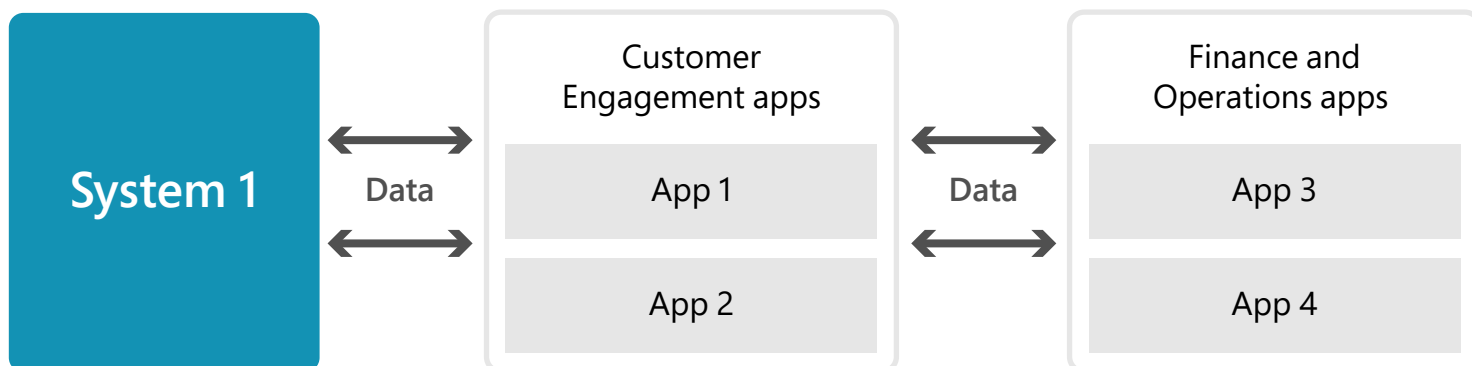 System 1
Data
Customer
Engagement apps
App 1
App 2
Data
Finance and
Operations apps
App 3
App 4